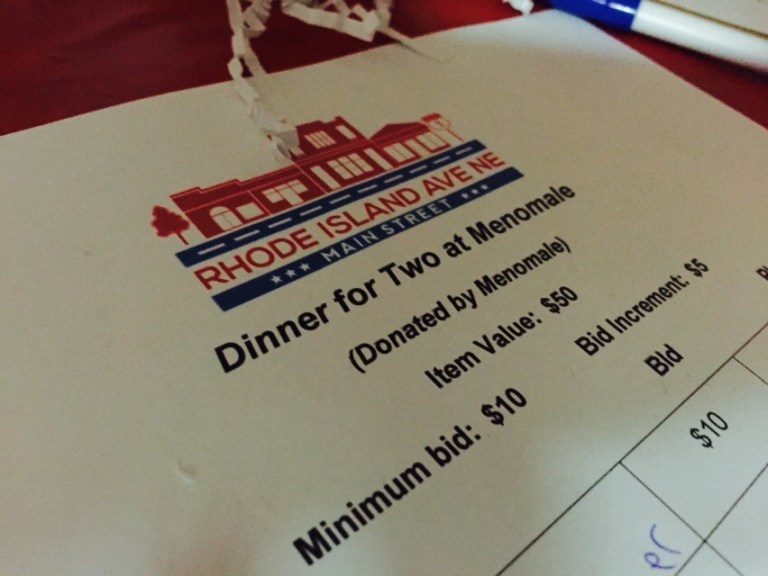 RHODE ISLAND AVE NE
★★★ MAIN STREET ★★★
Dinner for Two at Menomale
(Donated by Menomale)
Item Value: $50
Minimum bid: $10 Bid Increment: $5
Bid
$10